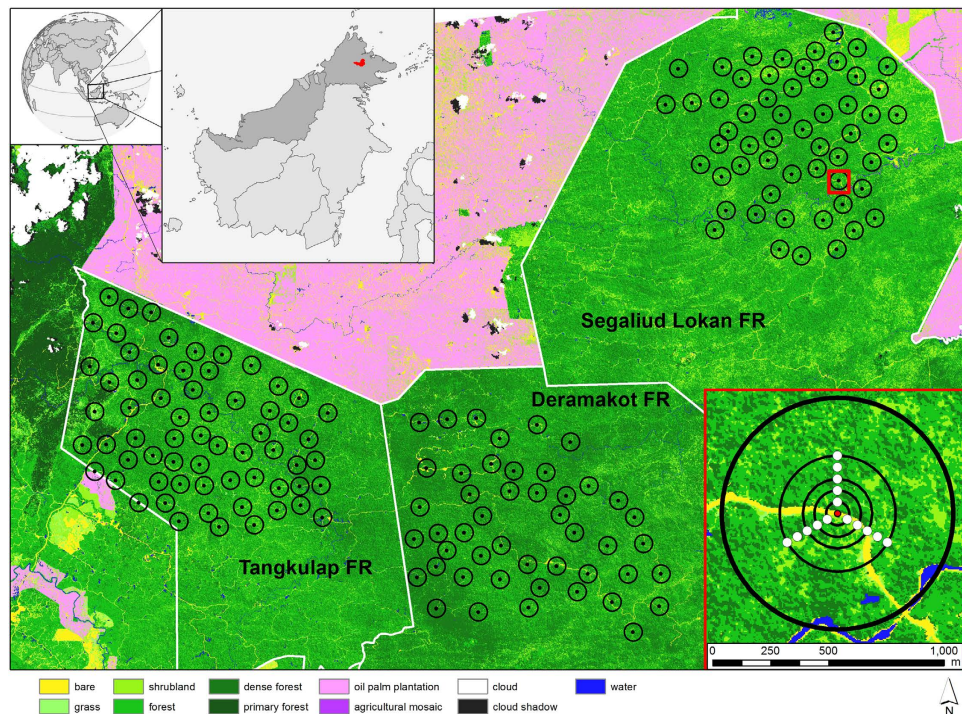 Segaliud Lokan FR
Deramakot FR
Tangkulap FR
0 250 500 1,000
m
bare shrubland dense forest oil palm plantation cloud water
grass forest primary forest agricultural mosaic cloud shadow
N